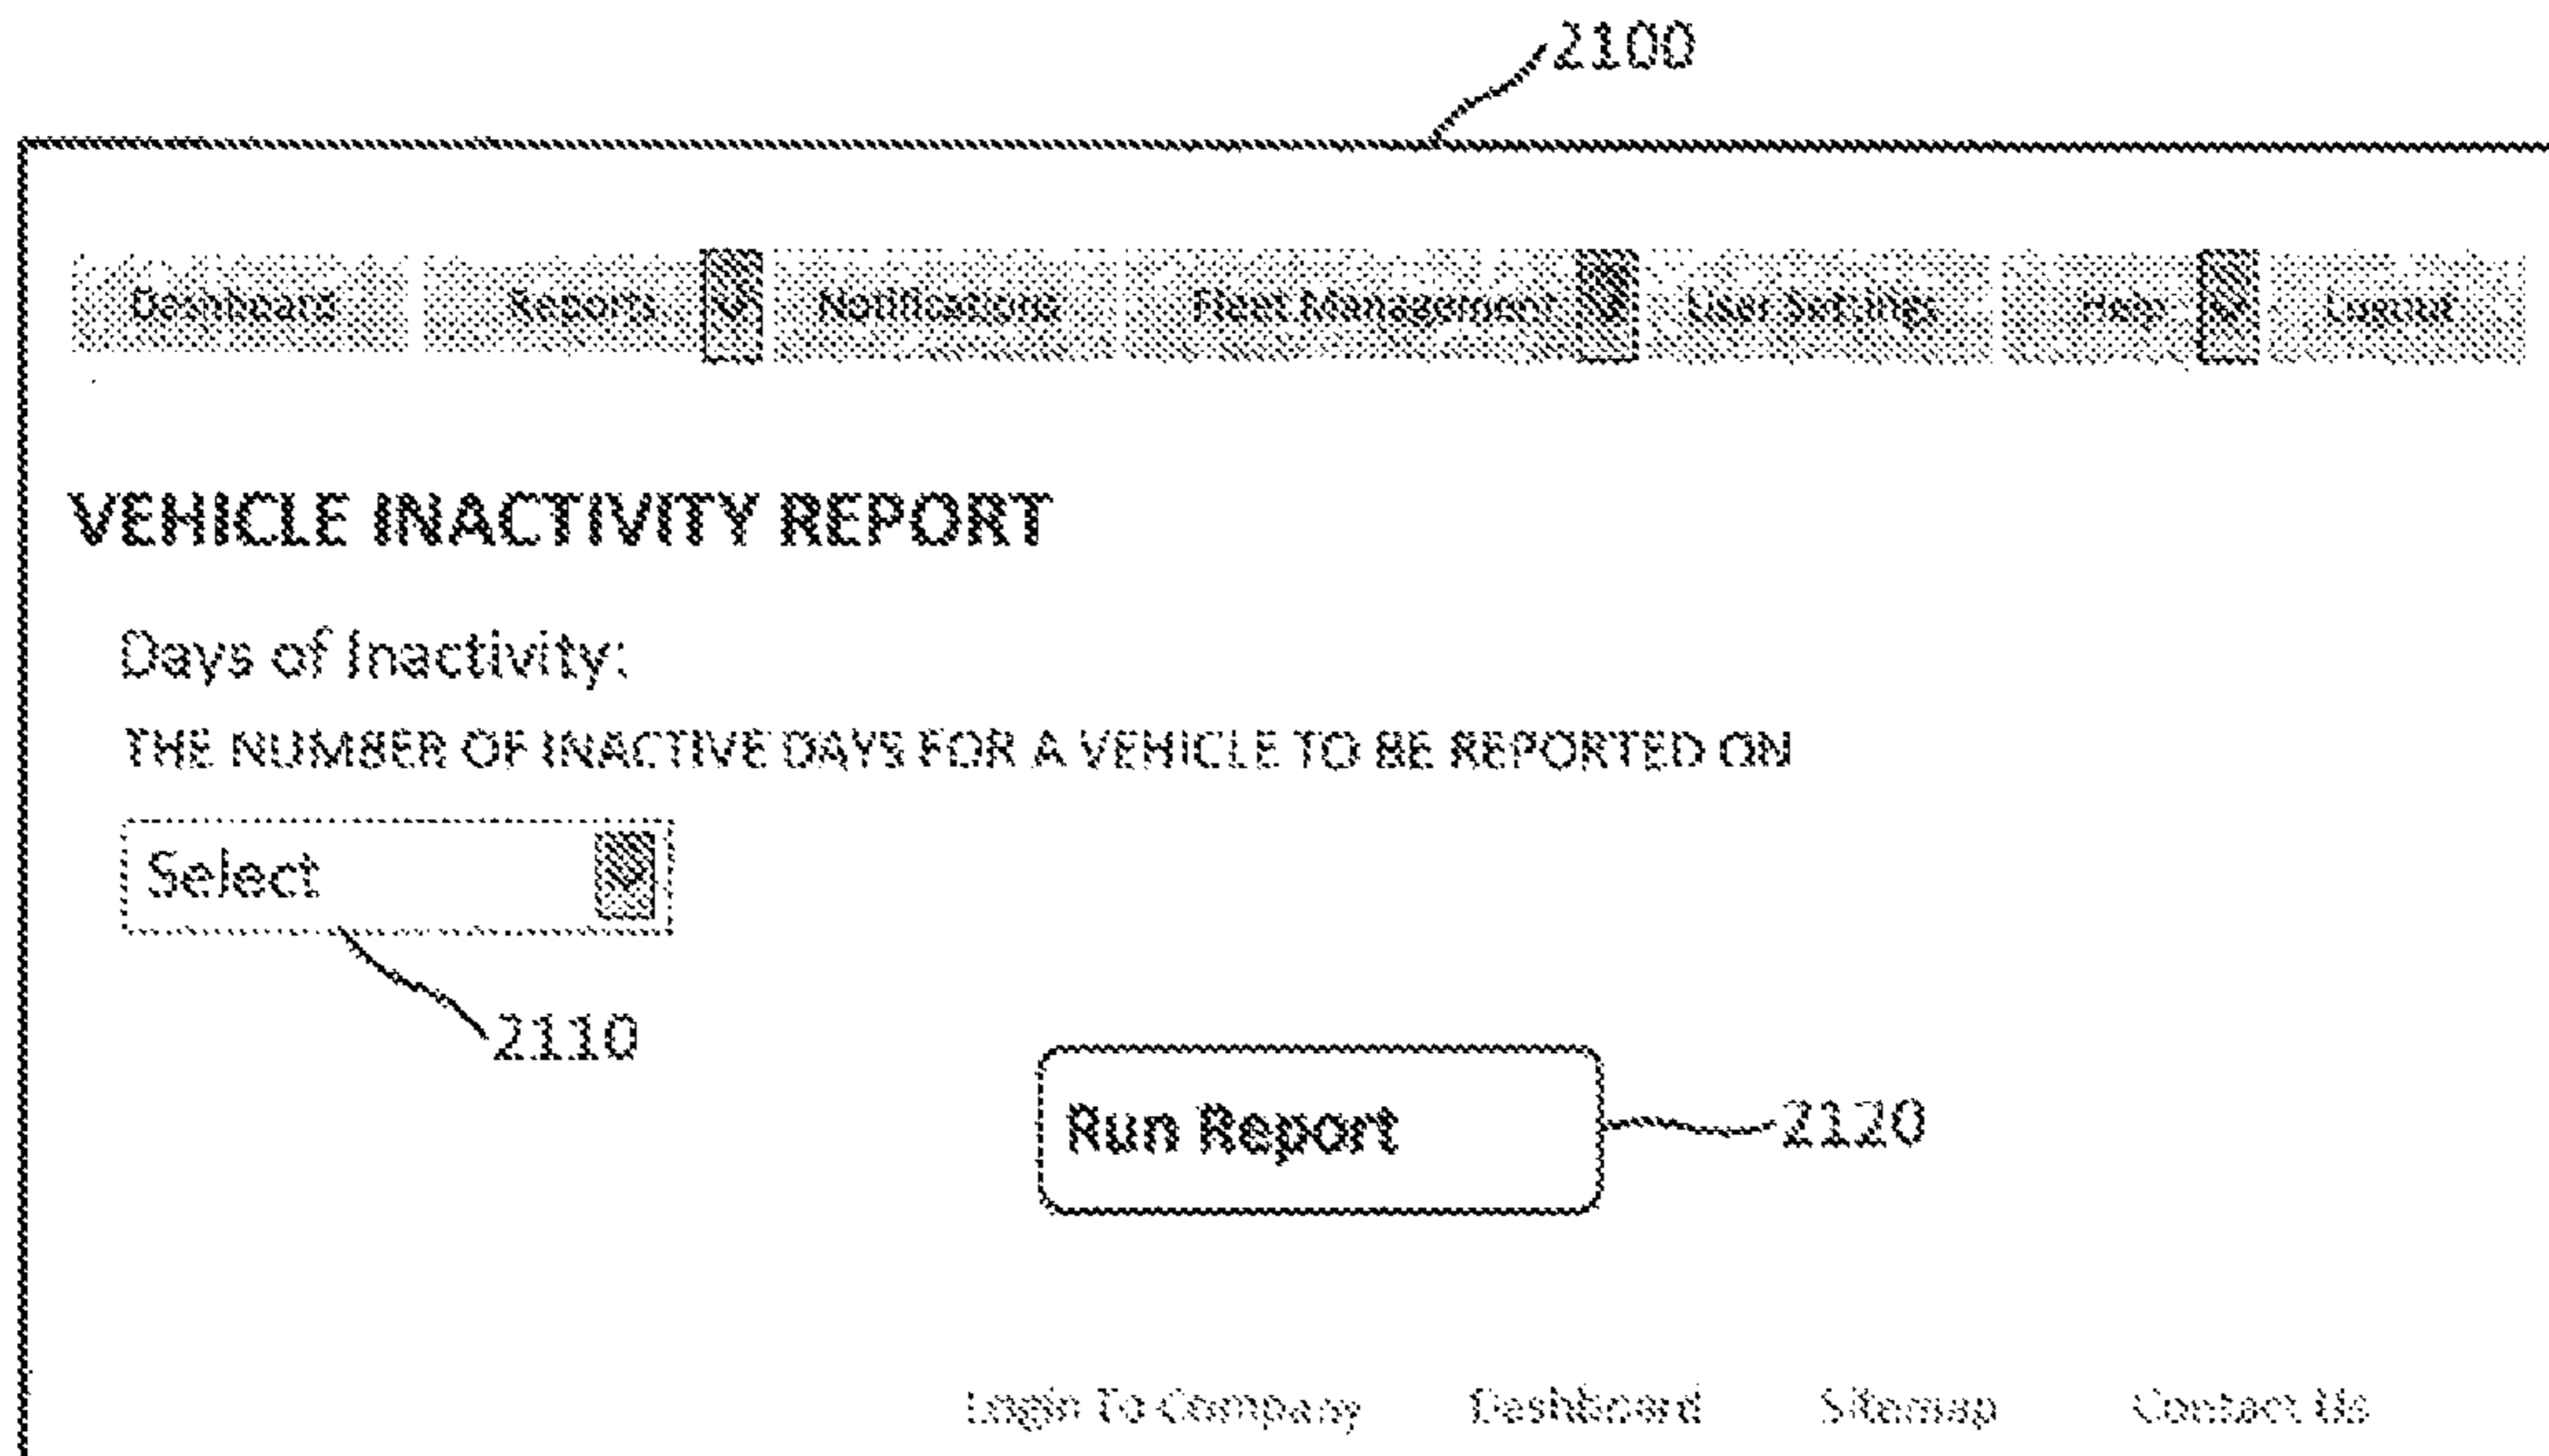 2100
Dashboard Reports Notifications Fleet Management User Settings Help Logout
VEHICLE INACTIVITY REPORT
Days of Inactivity:
THE NUMBER OF INACTIVE DAYS FOR A VEHICLE TO BE REPORTED ON
Select
2110
Run Report 2120
Login To Company Dashboard Sitemap Contact Us